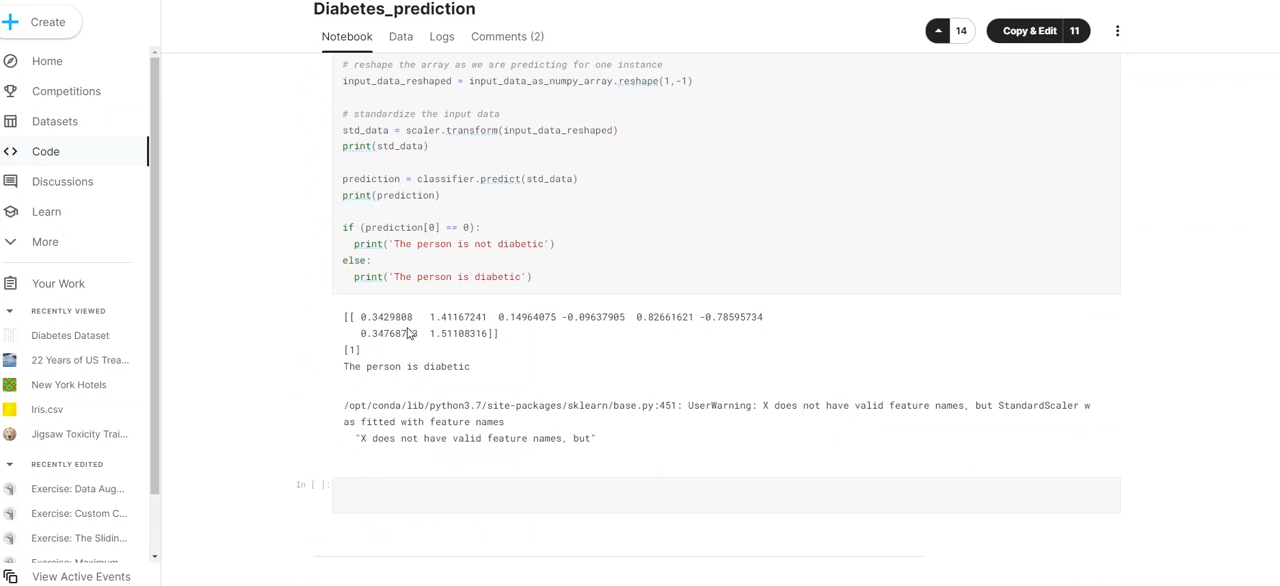 Create
Home
Competitions
Datasets
Code
Discussions
Learn
More
Your Work
RECENTLY VIEWED
Diabetes Dataset
22 Years of US Trea...
New York Hotels
Iris.csv
Jigsaw Toxicity Trai...
RECENTLY EDITED
Exercise: Data Aug...
Exercise: Custom C...
Exercise: The Slidin...
View Active Events
Diabetes_prediction
Notebook Data Logs Comments (2)
14
Copy & Edit 11
# reshape the array as we are predicting for one instance
input_data_reshaped = input_data_as_numpy_array.reshape(1,-1)
# standardize the input data
std_data = scaler.transform(input_data_reshaped)
print(std_data)
prediction = classifier.predict(std_data)
print(prediction)
if (prediction[0] == 0):
print('The person is not diabetic')
else:
print('The person is diabetic')
[[ 0.3429808 1.41167241 0.14964075 -0.09637905 0.82661621 -0.78595734
1.51108316]]
[1]
The person is diabetic
/opt/conda/lib/python3.7/site-packages/sklearn/base.py:451: UserWarning: X does not have valid feature names, but StandardScaler w
as fitted with feature names
"X does not have valid feature names, but"
In [ ]: